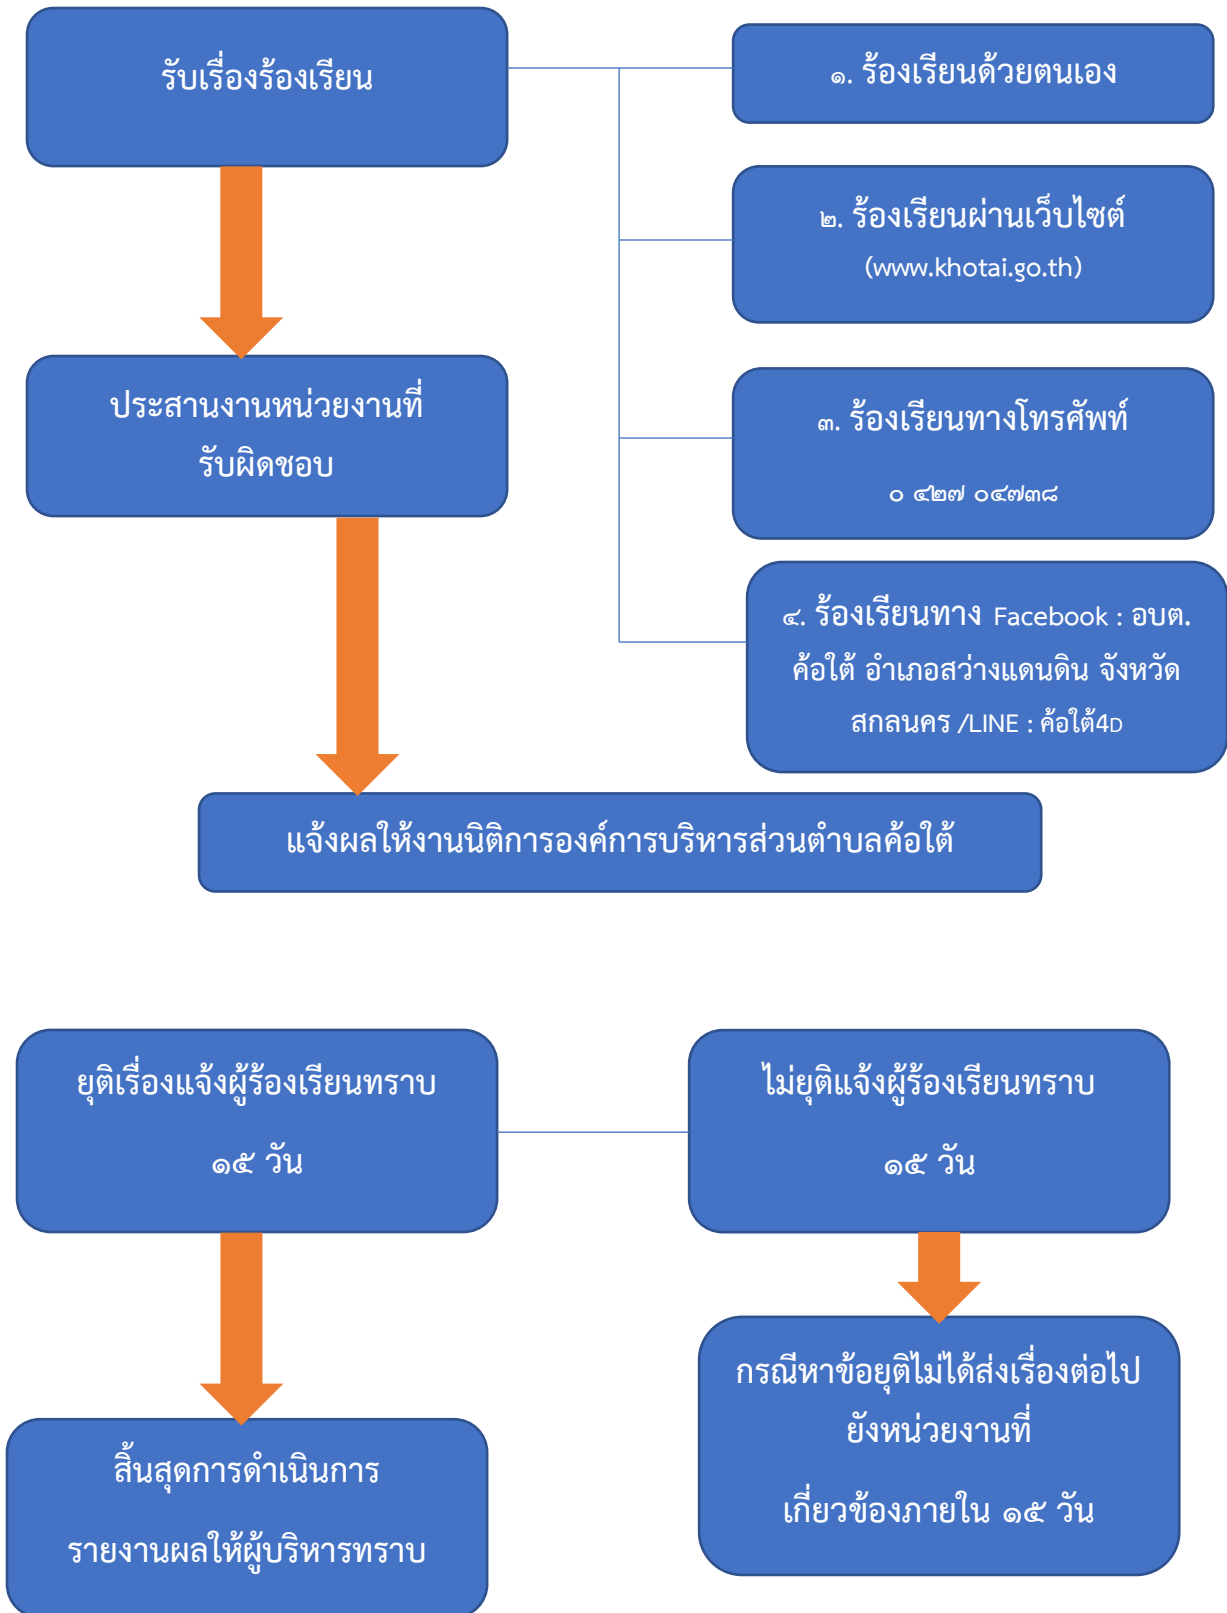 รับเรื่องร้องเรียน
๑. ร้องเรียนด้วยตนเอง
๒. ร้องเรียนผ่านเว็บไซต์
(www.khotai.go.th)
ประสานงานหน่วยงานที่
รับผิดชอบ
๓. ร้องเรียนทางโทรศัพท์
๐ ๔๒๗ ๐๔๗๓๘
๔. ร้องเรียนทาง Facebook : อบต.
ค้อใต้ อำเภอสว่างแดนดิน จังหวัด
สกลนคร /LINE : ค้อใต้4D
แจ้งผลให้งานนิติการองค์การบริหารส่วนตำบลค้อใต้
ยุติเรื่องแจ้งผู้ร้องเรียนทราบ
๑๕ วัน
ไม่ยุติแจ้งผู้ร้องเรียนทราบ
๑๕ วัน
กรณีหาข้อยุติไม่ได้ส่งเรื่องต่อไป
ยังหน่วยงานที่
เกี่ยวข้องภายใน ๑๕ วัน
สิ้นสุดการดำเนินการ
รายงานผลให้ผู้บริหารทราบ